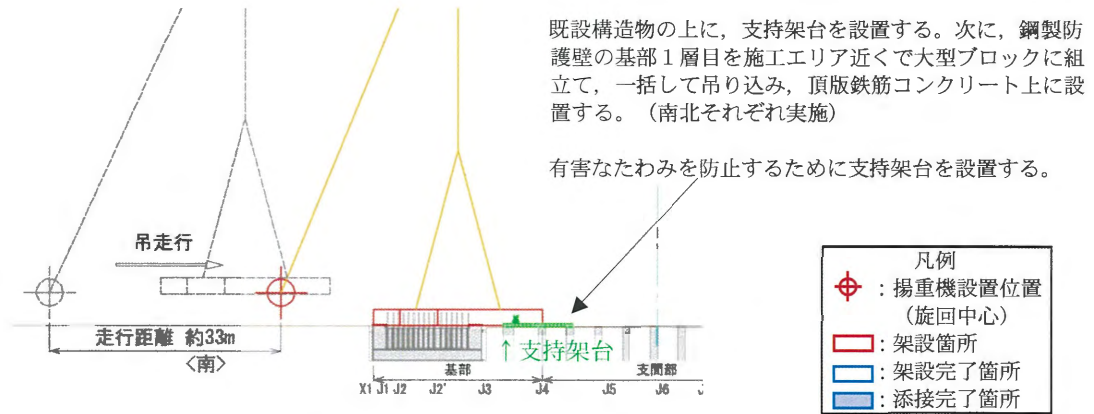 既設構造物の上に，支持架台を設置する。次に，鋼製防
護壁の基部１層目を施工エリア近くで大型ブロックに組
立て，一括して吊り込み，頂版鉄筋コンクリート上に設
置する。（南北それぞれ実施）
有害なたわみを防止するために支持架台を設置する。
吊走行
走行距離 約33m
〈南〉
↑支持架台
基部
支間部
X1 J1 J2 J2' J3 J4 J5 J6
凡例
：揚重機設置位置
（旋回中心）
：架設箇所
：架設完了箇所
：添接完了箇所